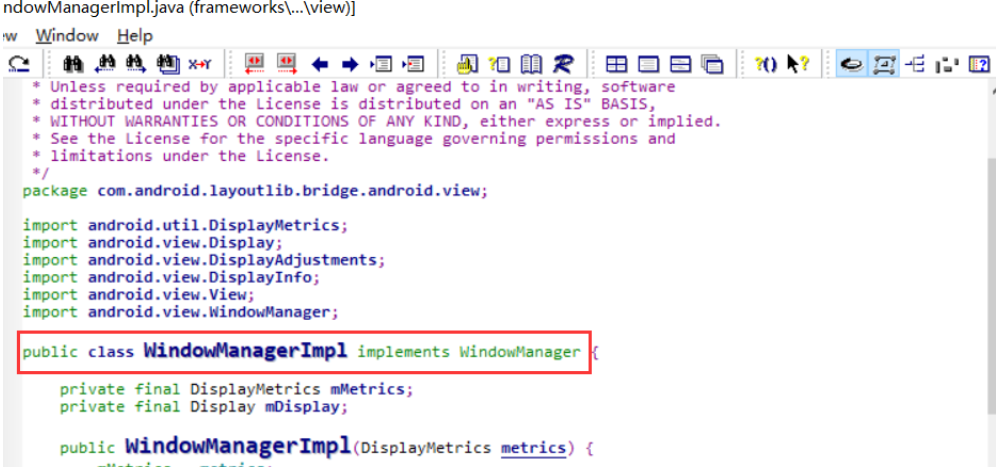 ndowManagerImpl.java (frameworks\...\view)]
ew Window Help
* Unless required by applicable law or agreed to in writing, software
* distributed under the License is distributed on an "AS IS" BASIS,
* WITHOUT WARRANTIES OR CONDITIONS OF ANY KIND, either express or implied.
* See the License for the specific language governing permissions and
* limitations under the License.
*/
package com.android.layoutlib.bridge.android.view;
import android.util.DisplayMetrics;
import android.view.Display;
import android.view.DisplayAdjustments;
import android.view.DisplayInfo;
import android.view.View;
import android.view.WindowManager;
public class WindowManagerImpl implements WindowManager {
private final DisplayMetrics mMetrics;
private final Display mDisplay;
public WindowManagerImpl(DisplayMetrics metrics) {